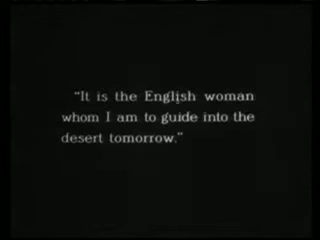 “It is the English woman
whom I am to guide into the
desert tomorrow.”